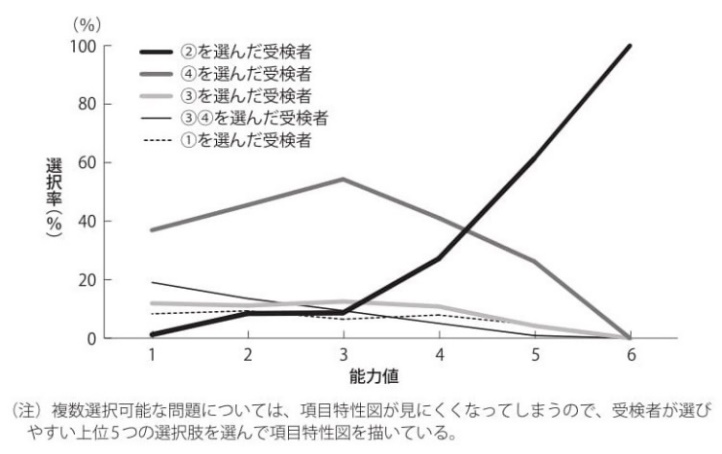 （%）
100
80
60
40
20
0
選択率（%）
②を選んだ受検者
④を選んだ受検者
③を選んだ受検者
③④を選んだ受検者
①を選んだ受検者
1 2 3 4 5 6
能力値
（注）複数選択可能な問題については、項目特性図が見にくくなってしまうので、受検者が選び
やすい上位5つの選択肢を選んで項目特性図を描いている。